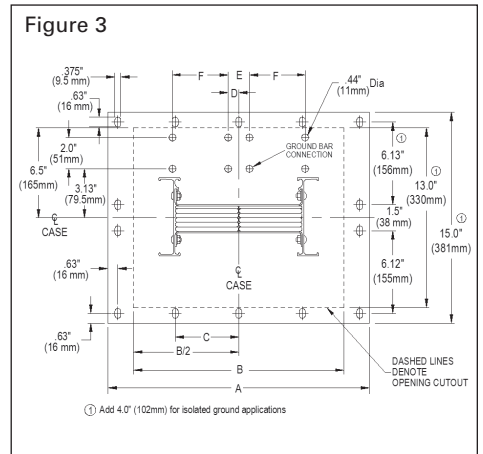 Figure 3
.375"
(9.5 mm)
F
E
F
D
.44" Dia
(11mm)
.63"
(16 mm)
GROUND BAR
CONNECTION
2.0"
(51mm)
6.5"
(165mm)
3.13"
(79.5mm)
①
6.13"
(156mm)
①
13.0"
(330mm)
①
15.0"
(381mm)
1.5"
(38 mm)
6.12"
(155mm)
℄
CASE
℄
CASE
.63"
(16 mm)
.63"
(16 mm)
C
B/2
B
A
DASHED LINES
DENOTE
OPENING CUTOUT
① Add 4.0" (102mm) for isolated ground applications